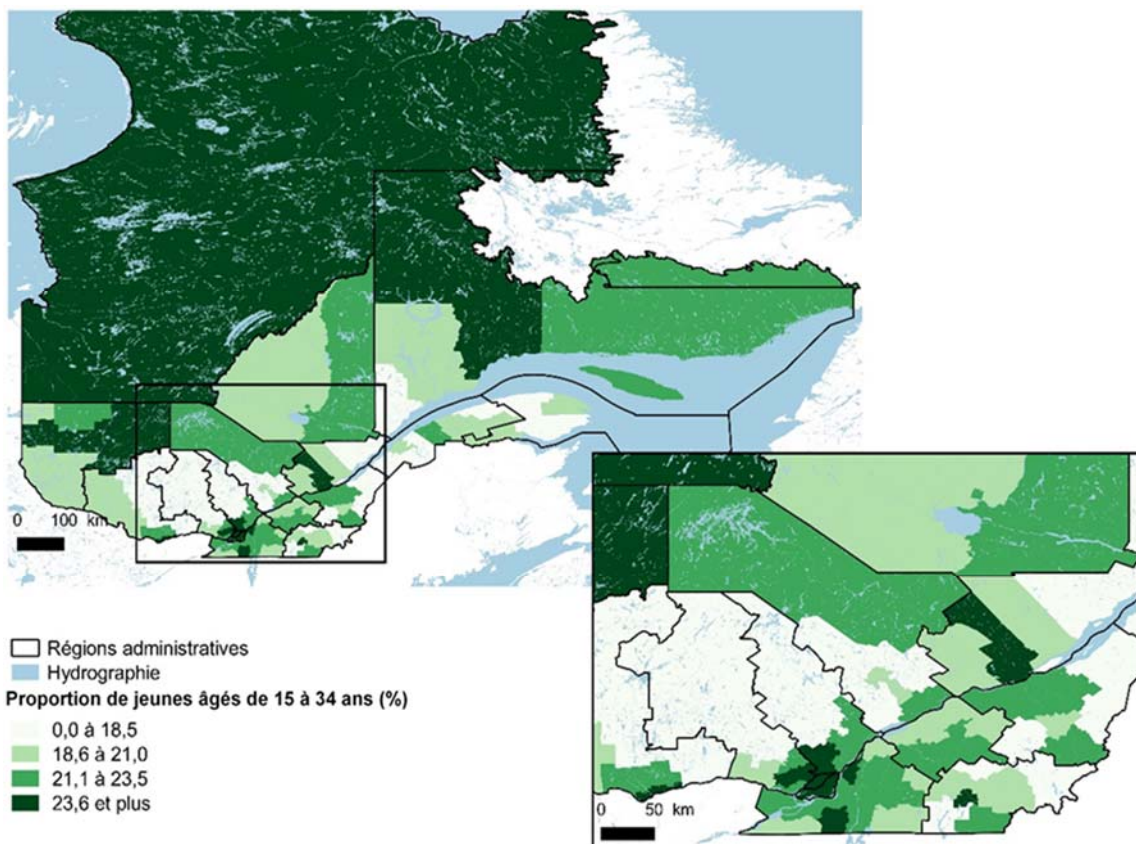 0 100 km
0 50 km
Régions administratives
Hydrographie
Proportion de jeunes âgés de 15 à 34 ans (%)
0,0 à 18,5
18,6 à 21,0
21,1 à 23,5
23,6 et plus